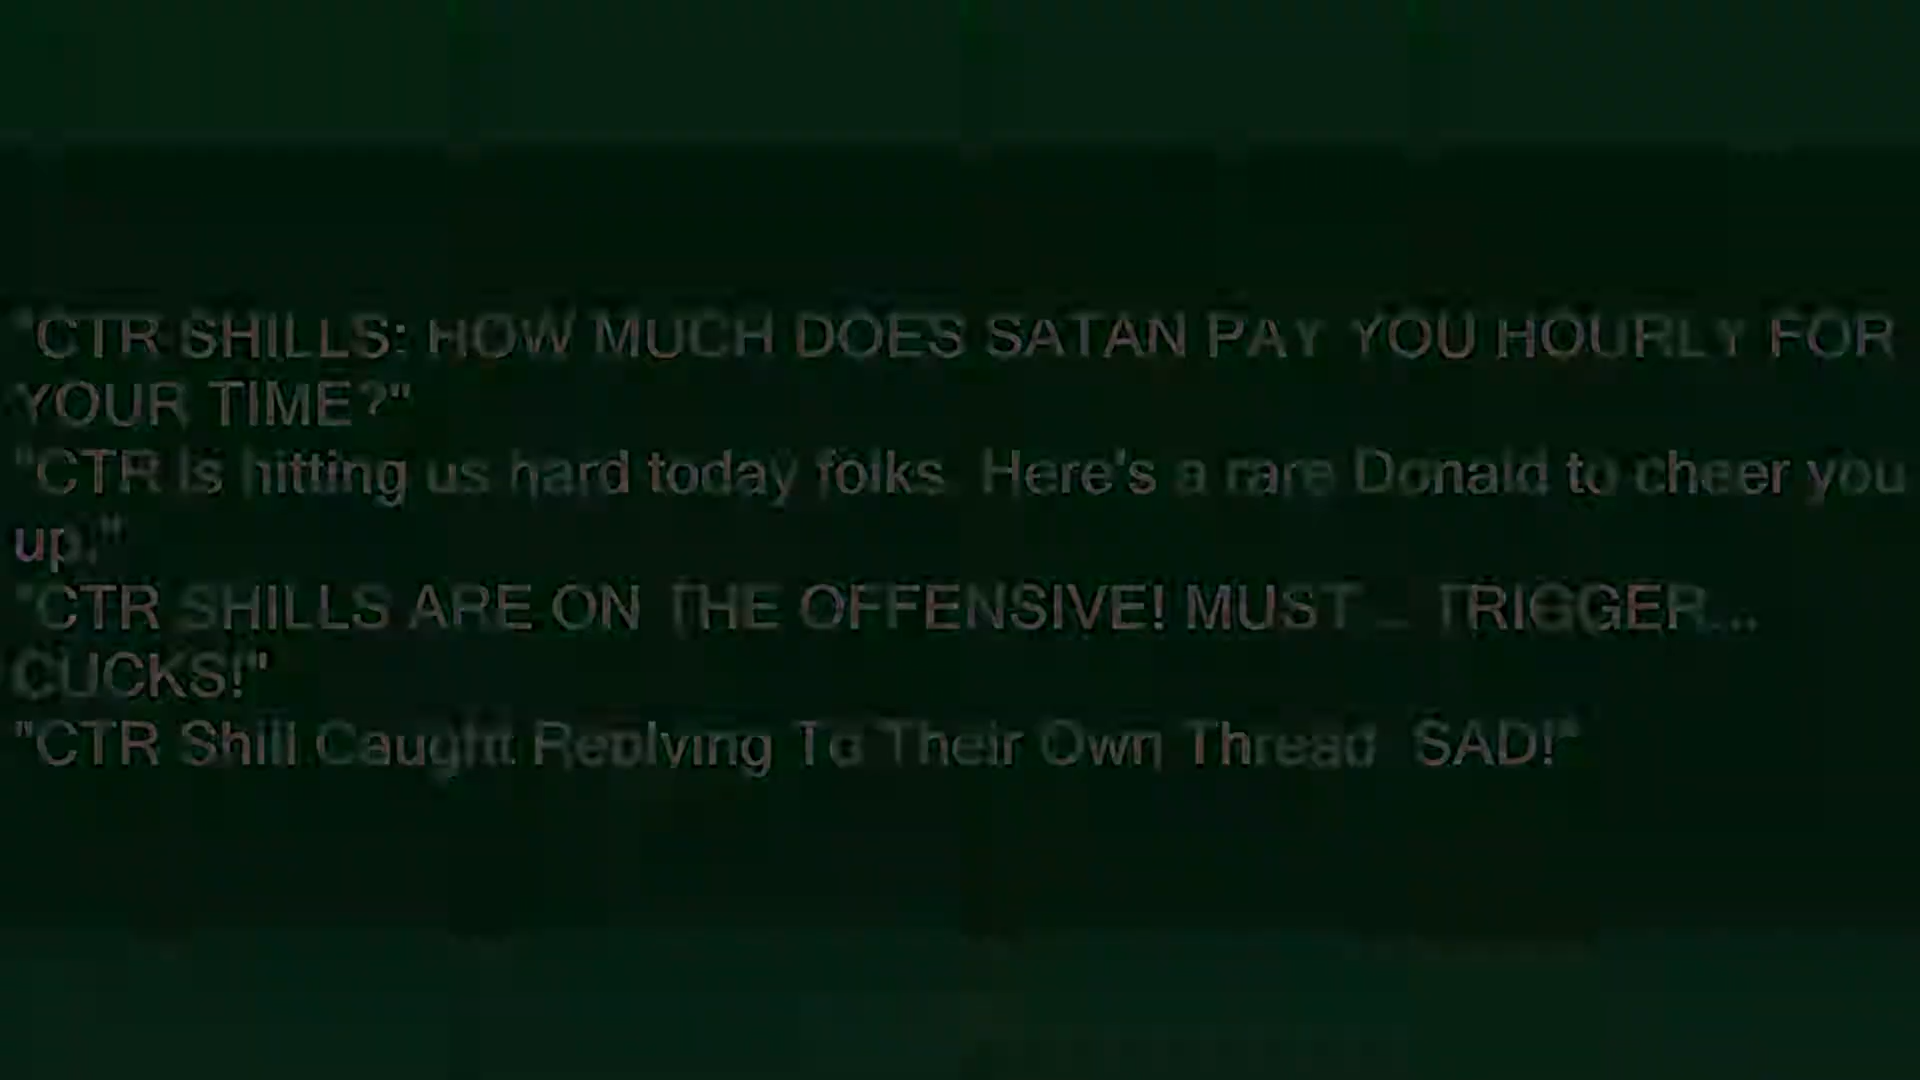 "CTR SHILLS: HOW MUCH DOES SATAN PAY YOU HOURLY FOR
YOUR TIME?"
"CTR is hitting us hard today folks. Here's a rare Donald to cheer you
up."
"CTR SHILLS ARE ON THE OFFENSIVE! MUST... TRIGGER...
CUCKS!"
"CTR Shill Caught Replying To Their Own Thread. SAD!"